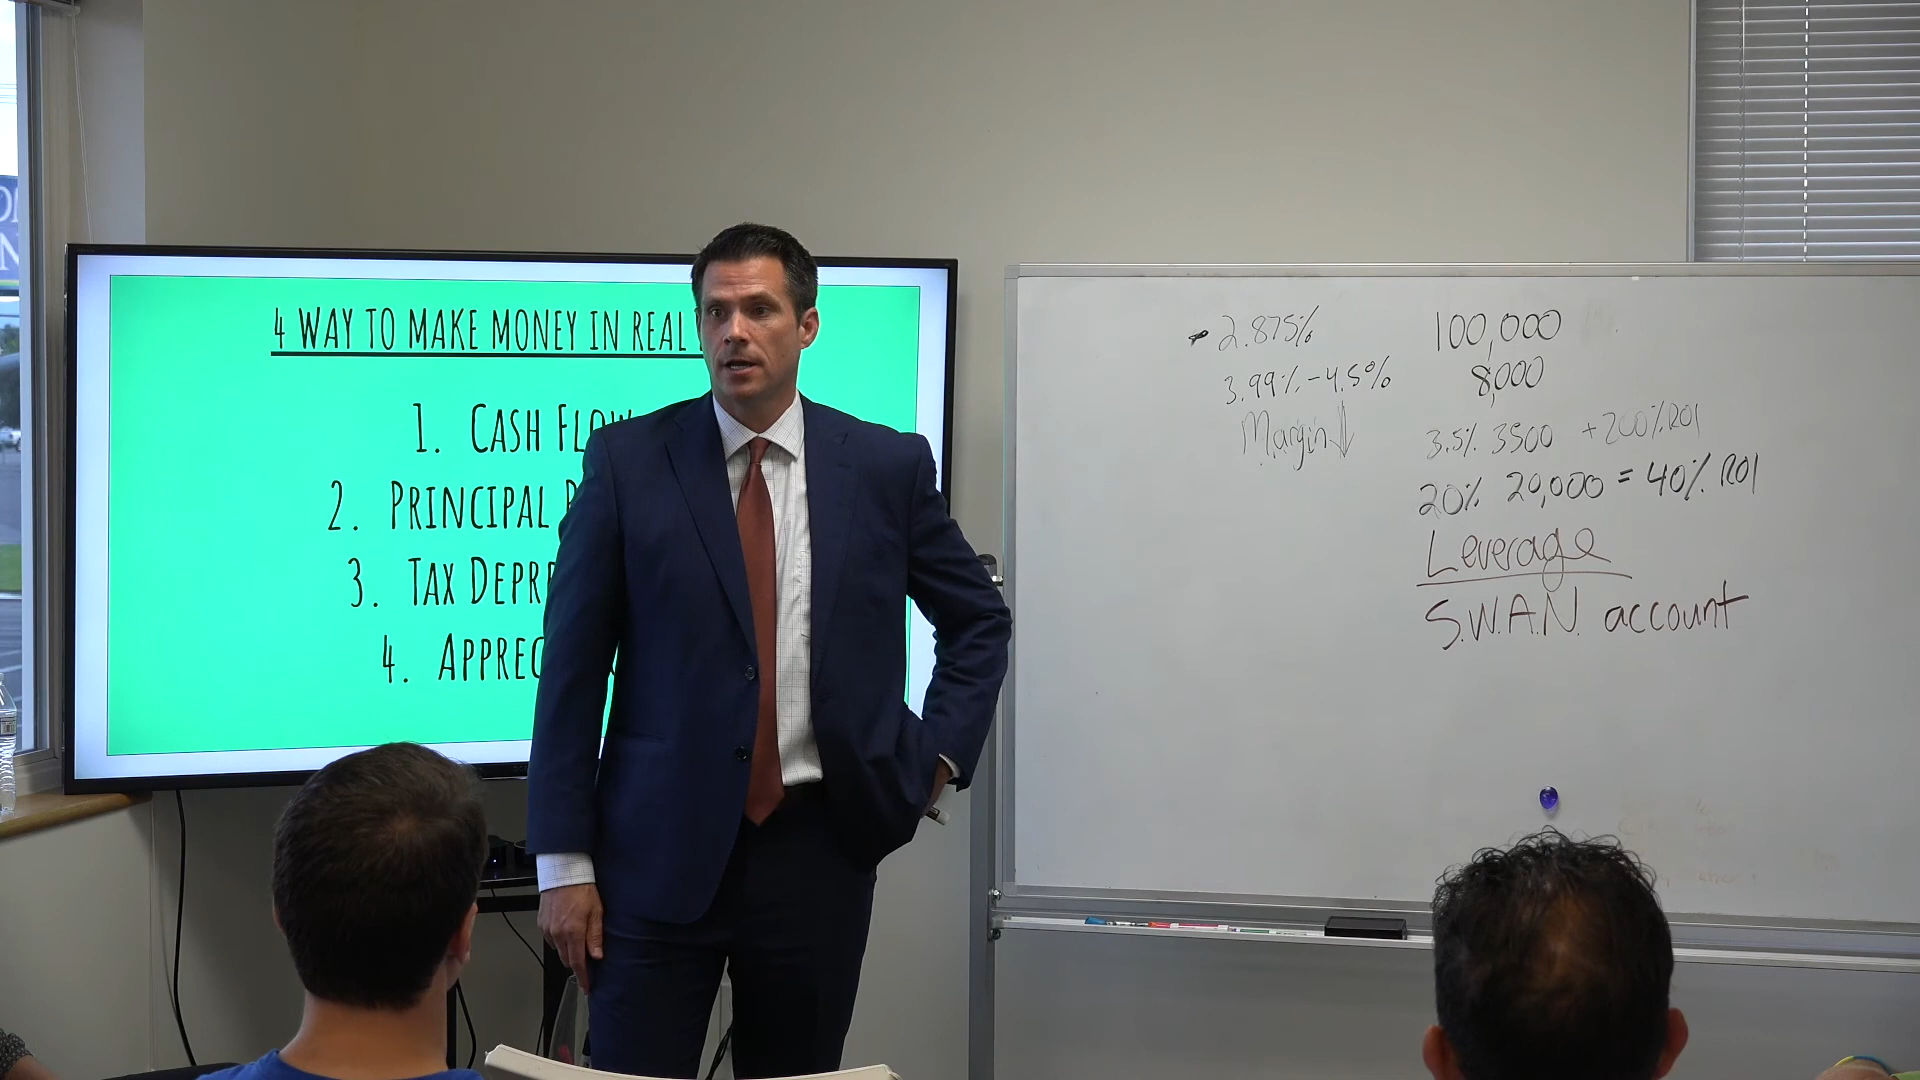 4 WAY TO MAKE MONEY IN REAL
1. CASH FLOW
2. PRINCIPAL
3. TAX DEPRE
4. APPREC
2.875%
3.99% - 4.5%
Margin ↓
100,000
8,000
3.5% 3500 +200% ROI
20% 20,000 = 40% ROI
Leverage
S.W.A.N. account